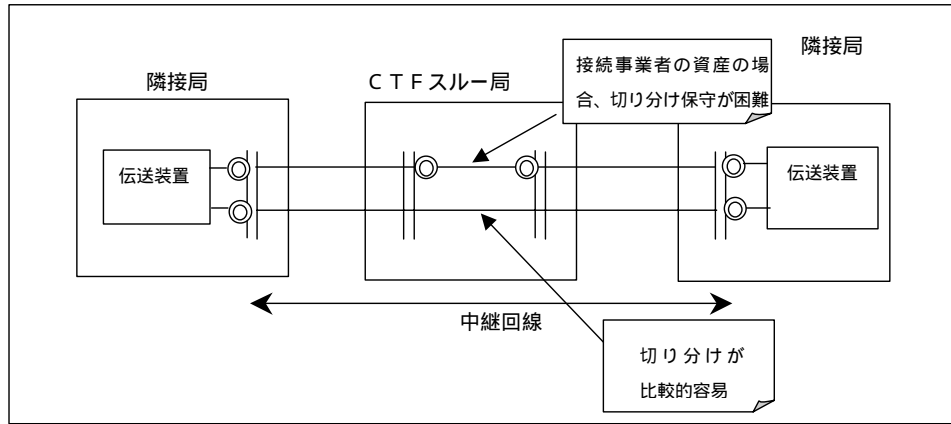 隣接局
ＣＴＦスルー局
接続事業者の資産の場
合、切り分け保守が困難
隣接局
伝送装置
伝送装置
中継回線
切り分けが
比較的容易